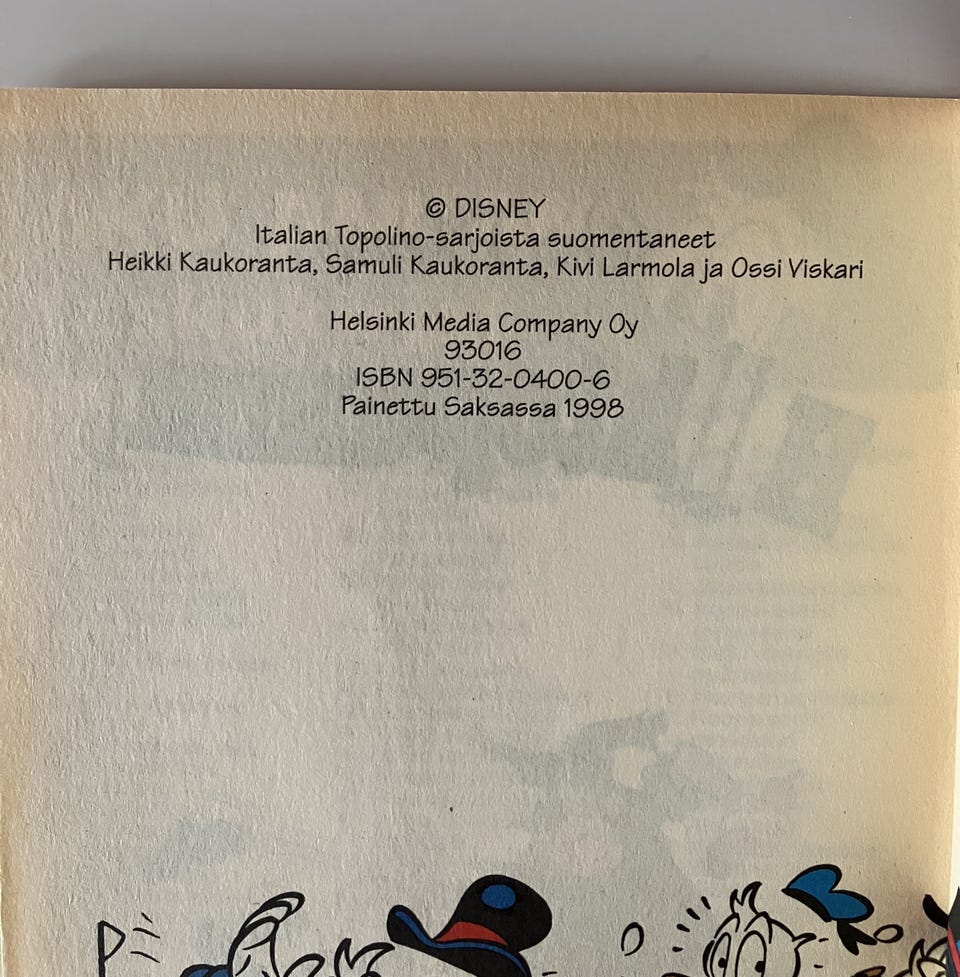 © DISNEY
Italian Topolino-sarjoista suomentaneet
Heikki Kaukoranta, Samuli Kaukoranta, Kivi Larmola ja Ossi Viskari
Helsinki Media Company Oy
93016
ISBN 951-32-0400-6
Painettu Saksassa 1998